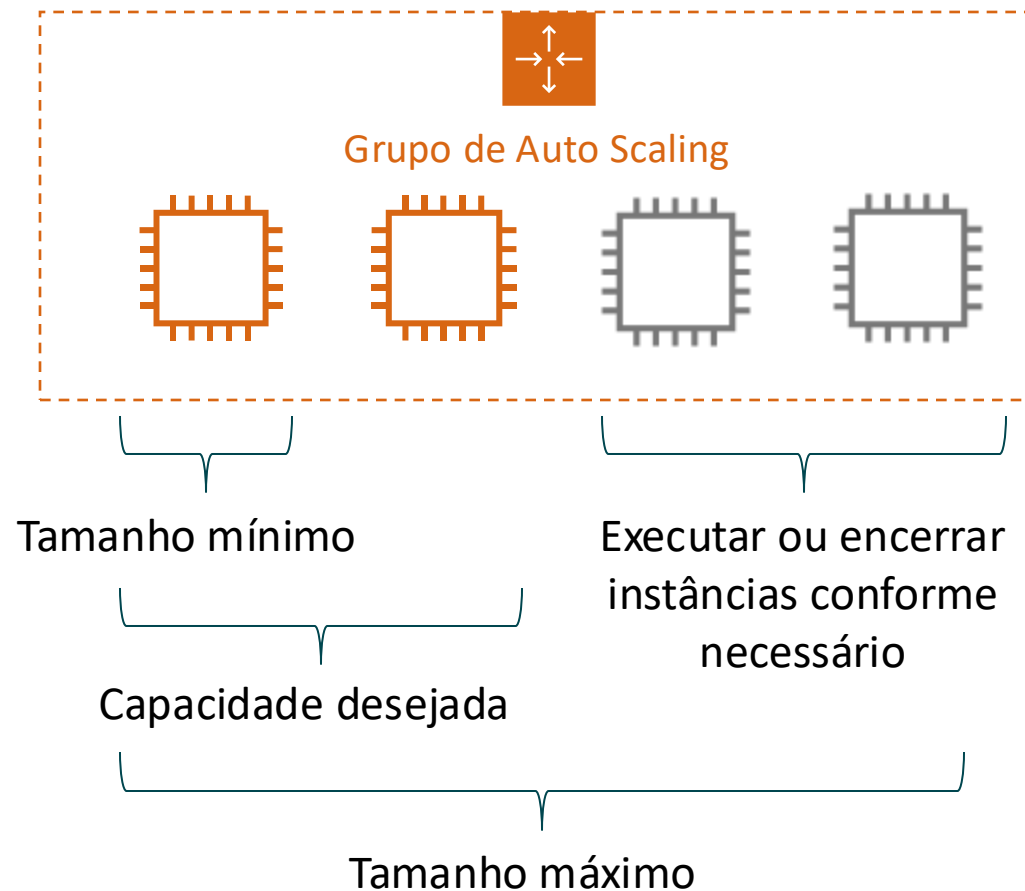 Grupo de Auto Scaling
Tamanho mínimo
Executar ou encerrar
instâncias conforme
necessário
Capacidade desejada
Tamanho máximo